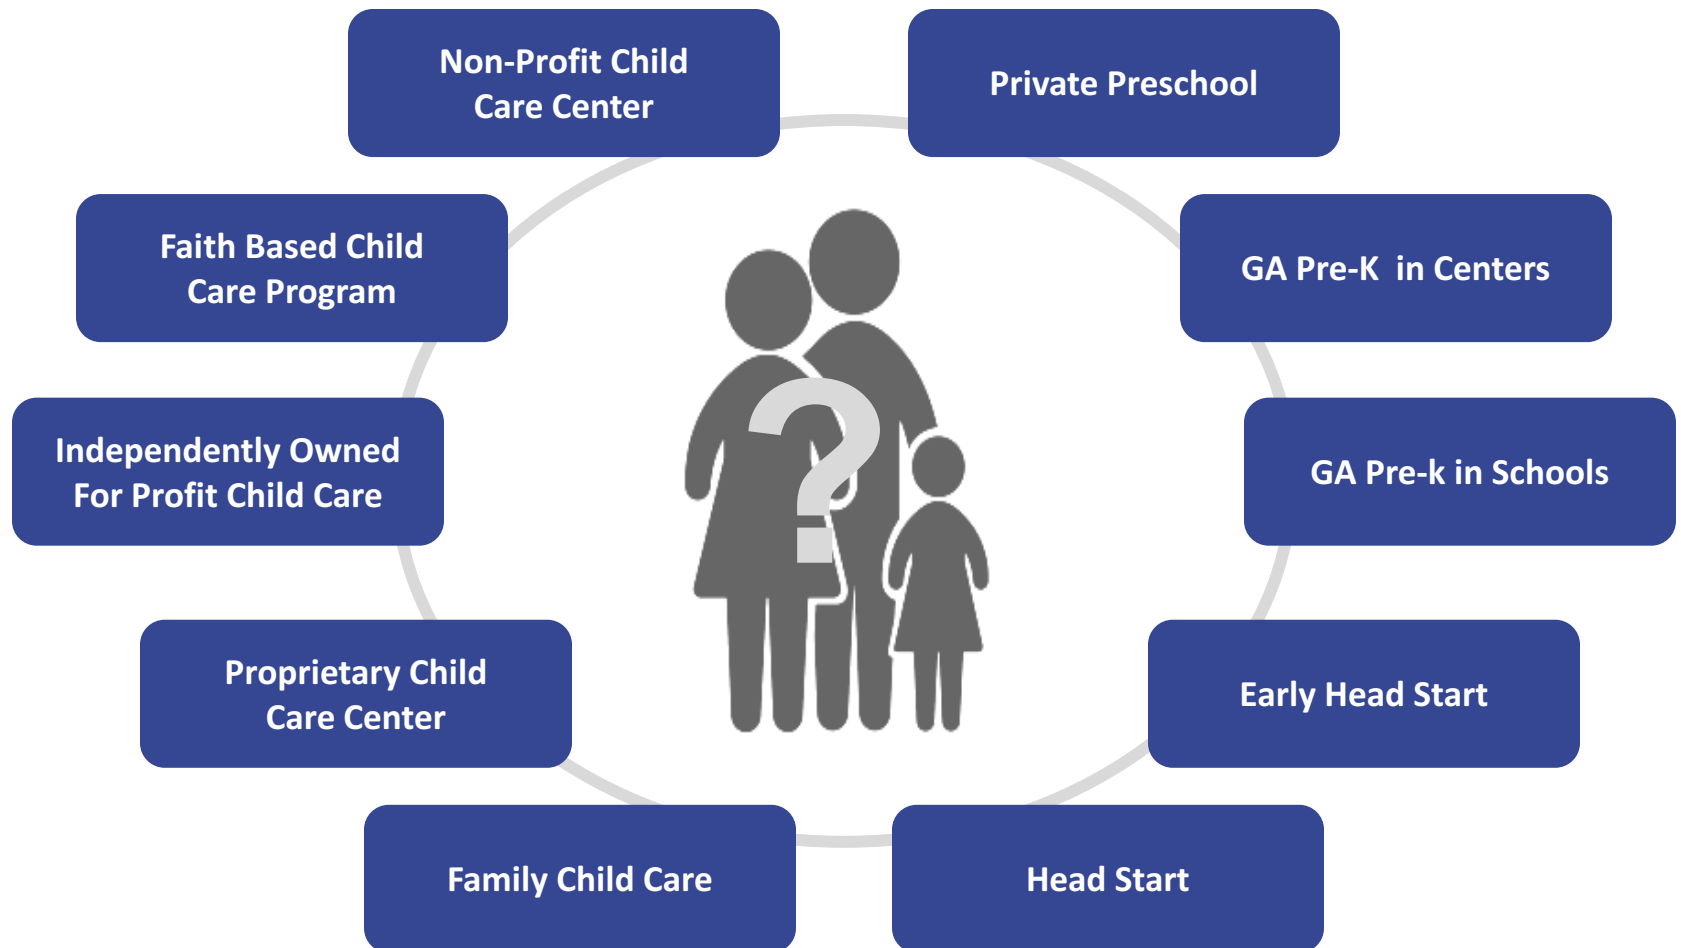 Non-Profit Child
Care Center
Private Preschool
Faith Based Child
Care Program
GA Pre-K  in Centers
Independently Owned
For Profit Child Care
GA Pre-k in Schools
?
Proprietary Child
Care Center
Early Head Start
Family Child Care
Head Start